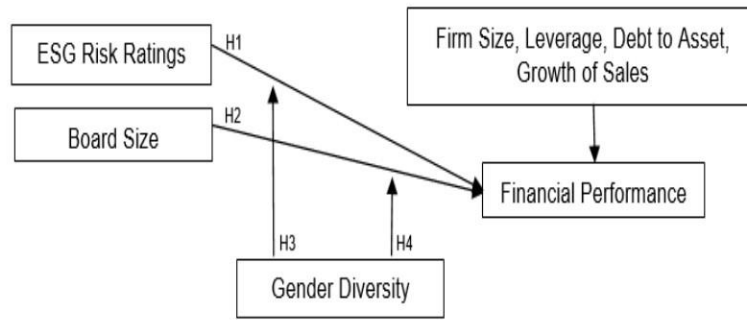 ESG Risk Ratings
H1
Firm Size, Leverage, Debt to Asset,
Growth of Sales
Board Size
H2
Financial Performance
H3
H4
Gender Diversity